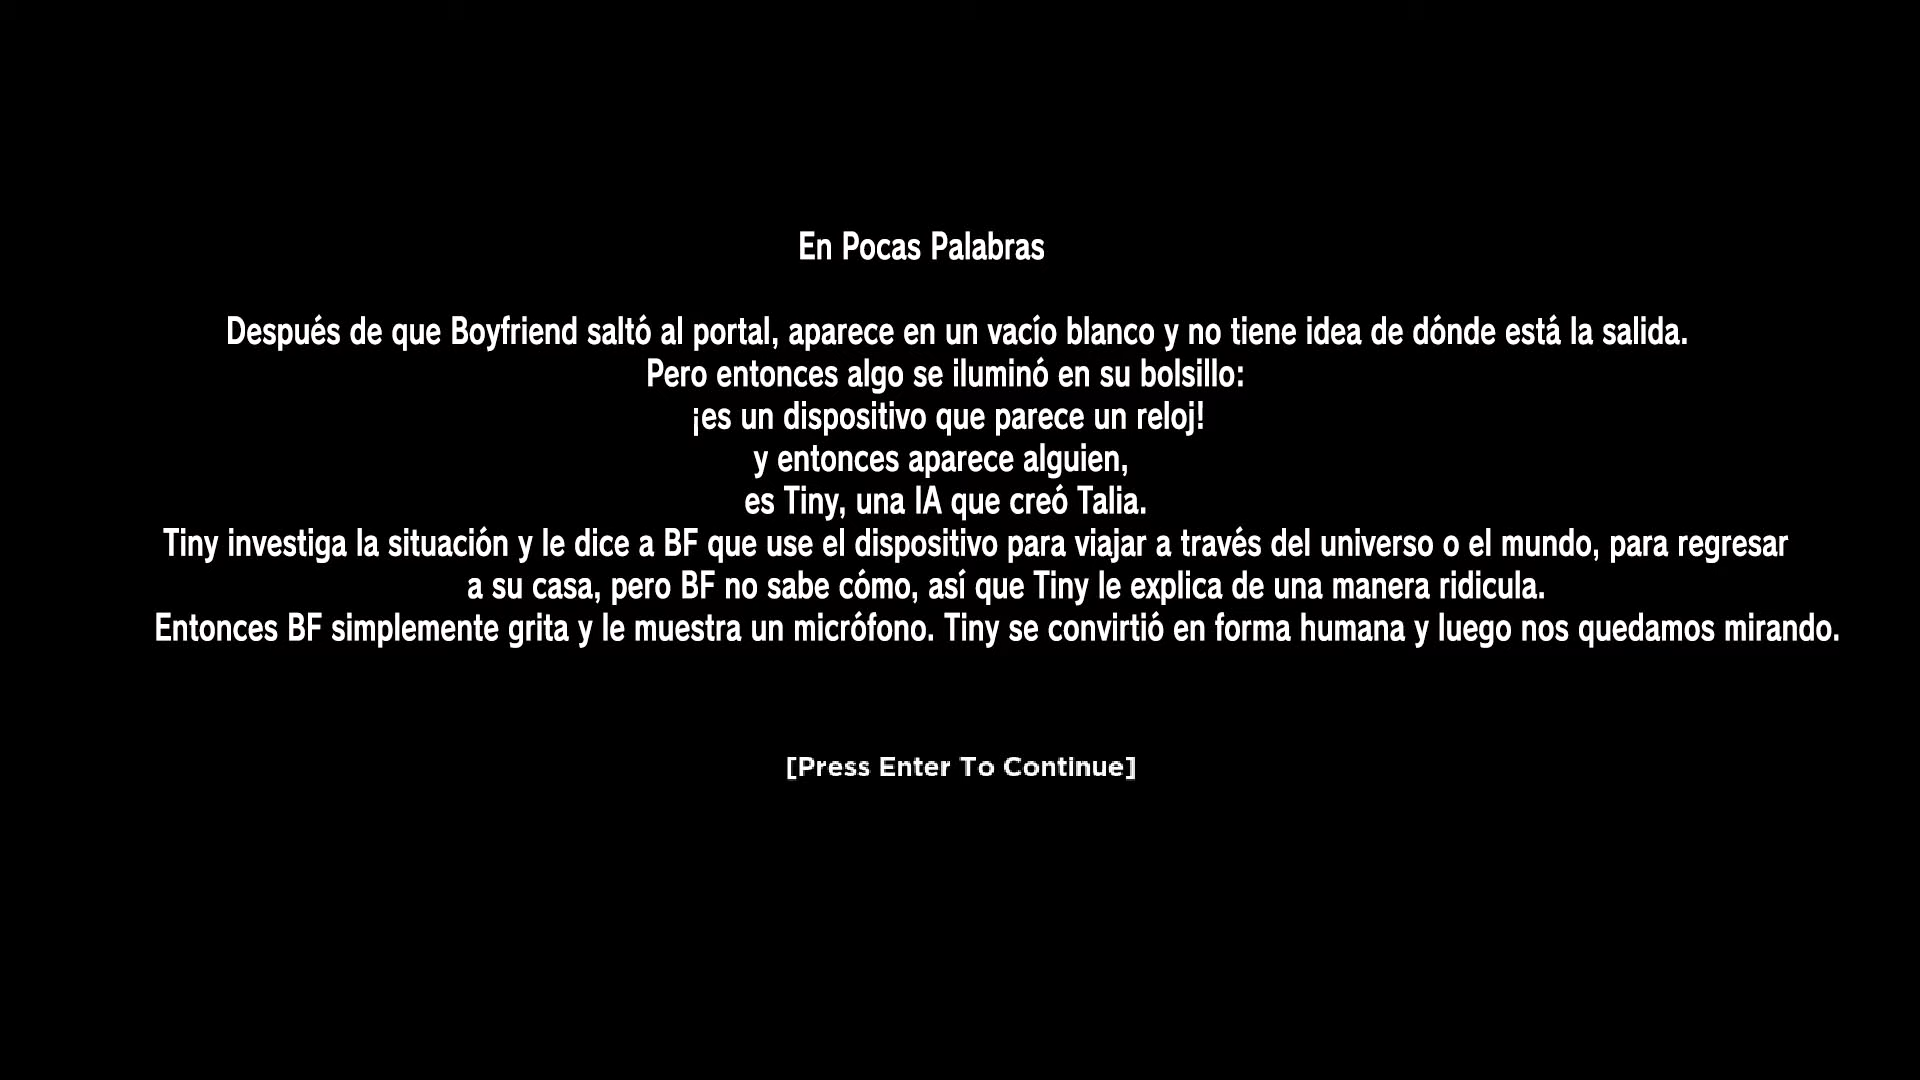 En Pocas Palabras
Después de que Boyfriend saltó al portal, aparece en un vacío blanco y no tiene idea de dónde está la salida.
Pero entonces algo se iluminó en su bolsillo:
¡es un dispositivo que parece un reloj!
y entonces aparece alguien,
es Tiny, una IA que creó Talia.
Tiny investiga la situación y le dice a BF que use el dispositivo para viajar a través del universo o el mundo, para regresar
a su casa, pero BF no sabe cómo, así que Tiny le explica de una manera ridicula.
Entonces BF simplemente grita y le muestra un micrófono. Tiny se convirtió en forma humana y luego nos quedamos mirando.
[Press Enter To Continue]